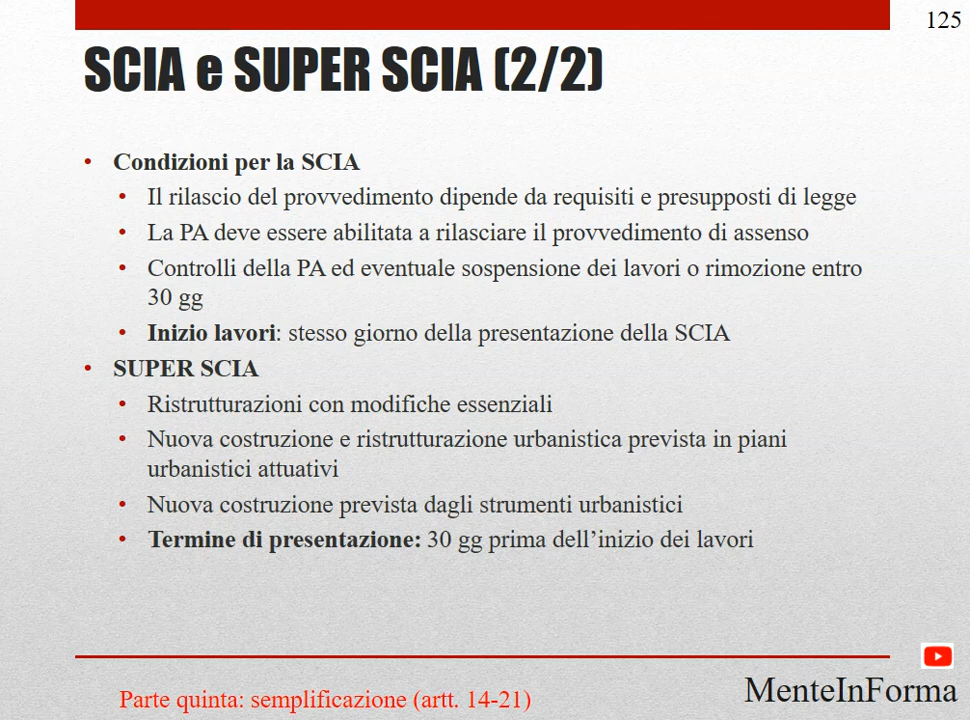 125
SCIA e SUPER SCIA (2/2)
• Condizioni per la SCIA
• Il rilascio del provvedimento dipende da requisiti e presupposti di legge
• La PA deve essere abilitata a rilasciare il provvedimento di assenso
• Controlli della PA ed eventuale sospensione dei lavori o rimozione entro
30 gg
• Inizio lavori: stesso giorno della presentazione della SCIA
• SUPER SCIA
• Ristrutturazioni con modifiche essenziali
• Nuova costruzione e ristrutturazione urbanistica prevista in piani
urbanistici attuativi
• Nuova costruzione prevista dagli strumenti urbanistici
• Termine di presentazione: 30 gg prima dell’inizio dei lavori
Parte quinta: semplificazione (artt. 14-21)
MenteInForma